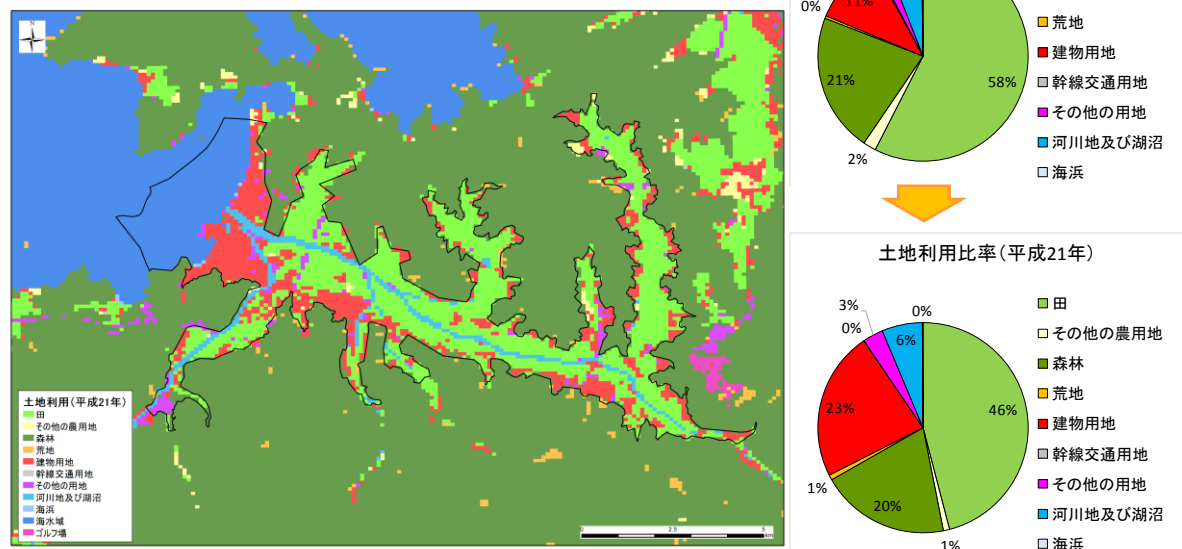 土地利用(平成21年)
田
その他の農用地
森林
荒地
建物用地
幹線交通用地
その他の用地
河川地及び湖沼
海浜
海水域
ゴルフ場
0 2.5 5
0%
11%
21%
58%
2%
荒地
建物用地
幹線交通用地
その他の用地
河川地及び湖沼
海浜
土地利用比率(平成21年)
3%
0%
0%
6%
23%
46%
1%
20%
1%
田
その他の農用地
森林
荒地
建物用地
幹線交通用地
その他の用地
河川地及び湖沼
海浜